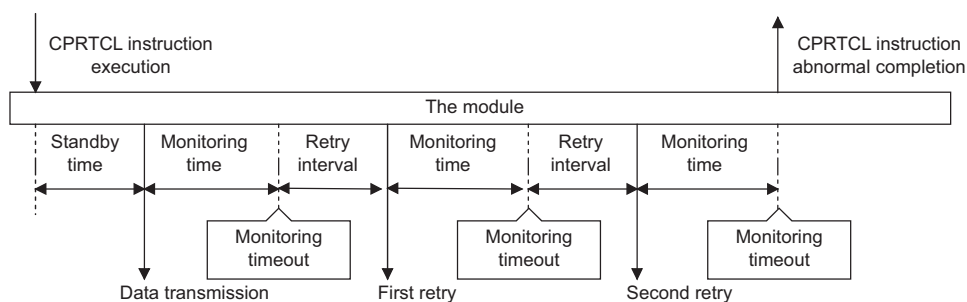 CPRTCL instruction
execution
CPRTCL instruction
abnormal completion
The module
Standby
time
Monitoring
time
Retry
interval
Monitoring
time
Retry
interval
Monitoring
time
Monitoring
timeout
Monitoring
timeout
Monitoring
timeout
Data transmission
First retry
Second retry